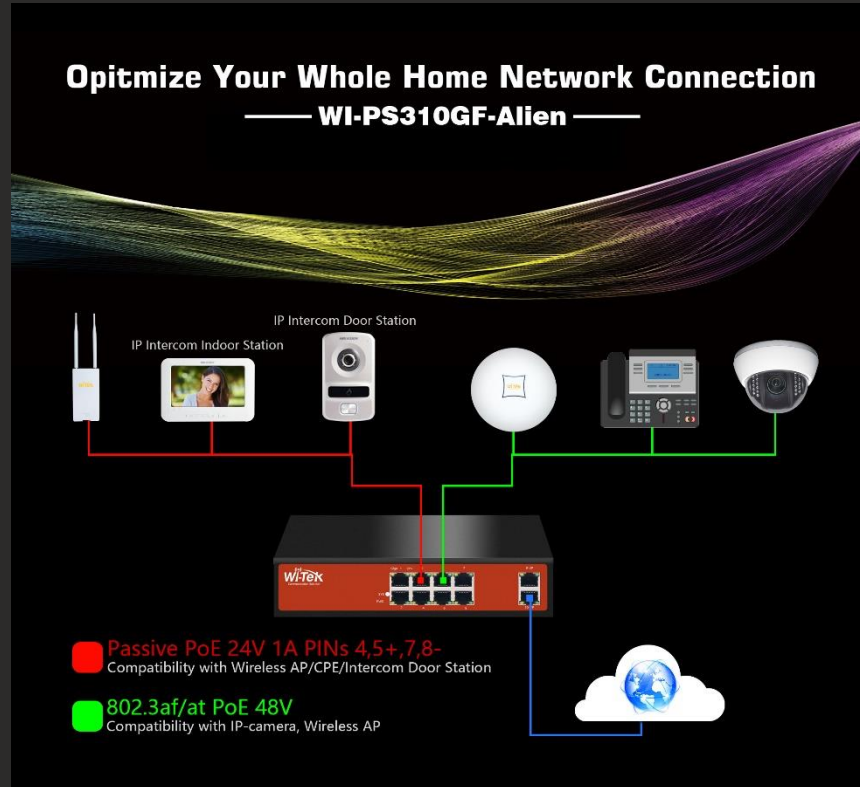 Opitmize Your Whole Home Network Connection
WI-PS310GF-Alien
IP Intercom Door Station
IP Intercom Indoor Station
Wi-Tek
Passive PoE 24V 1A PINs 4,5+,7,8-
Compatibility with Wireless AP/CPE/Intercom Door Station
802.3af/at PoE 48V
Compatibility with IP-camera, Wireless AP